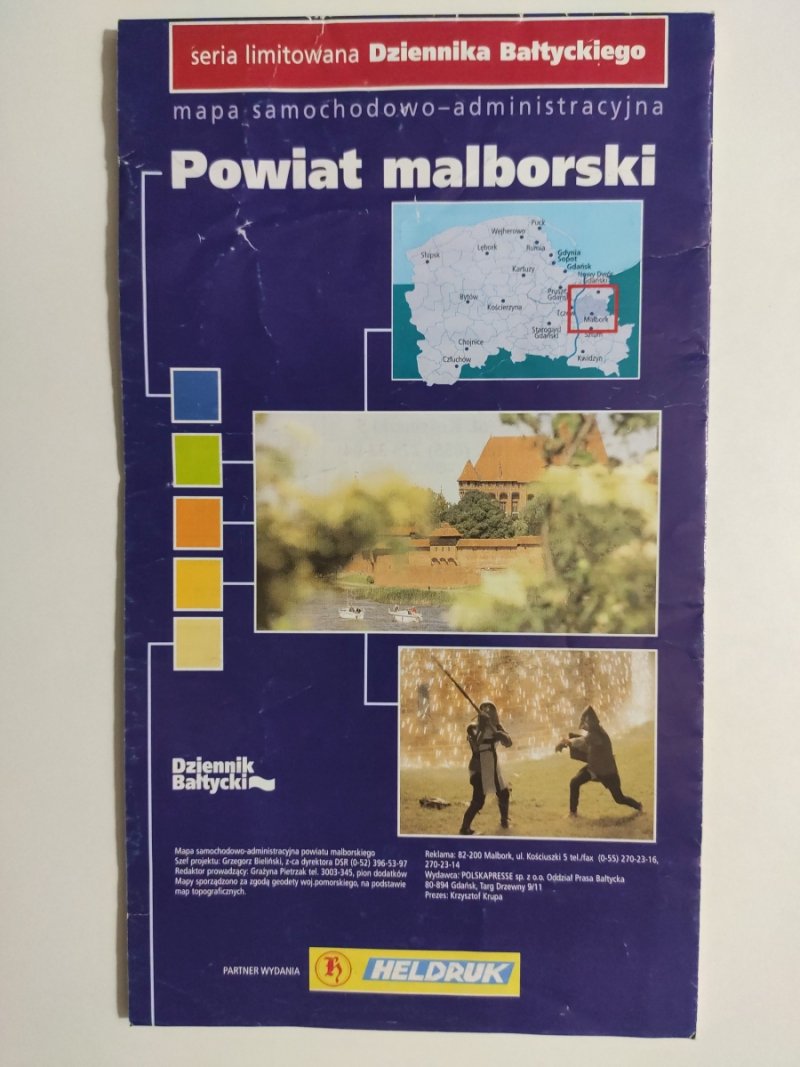 seria limitowana Dziennika Bałtyckiego
mapa samochodowo–administracyjna
Powiat malborski
Puck
Wejherowo
Rumia
Lębork
Gdynia
Sopot
Słupsk
Gdańsk
Kartuzy
Nowy Dwór
Gdański
Pruszcz
Gdański
Bytów
Kościerzyna
Tczew
Malbork
Starogard
Gdański
Sztum
Chojnice
Kwidzyn
Człuchów
Dziennik
Bałtycki
Mapa samochodowo-administracyjna powiatu malborskiego
Szef projektu: Grzegorz Bieliński, z-ca dyrektora DSR (0-52) 396-53-97
Redaktor prowadzący: Grażyna Pietrzak tel. 3003-345, pion dodatków
Mapy sporządzono za zgodą geodety woj.pomorskiego, na podstawie
map topograficznych.
Reklama: 82-200 Malbork, ul. Kościuszki 5 tel./fax (0-55) 270-23-16,
270-23-14
Wydawca: POLSKAPRESSE sp. z o.o. Oddział Prasa Bałtycka
80-894 Gdańsk, Targ Drzewny 9/11
Prezes: Krzysztof Krupa
PARTNER WYDANIA
HELDRUK